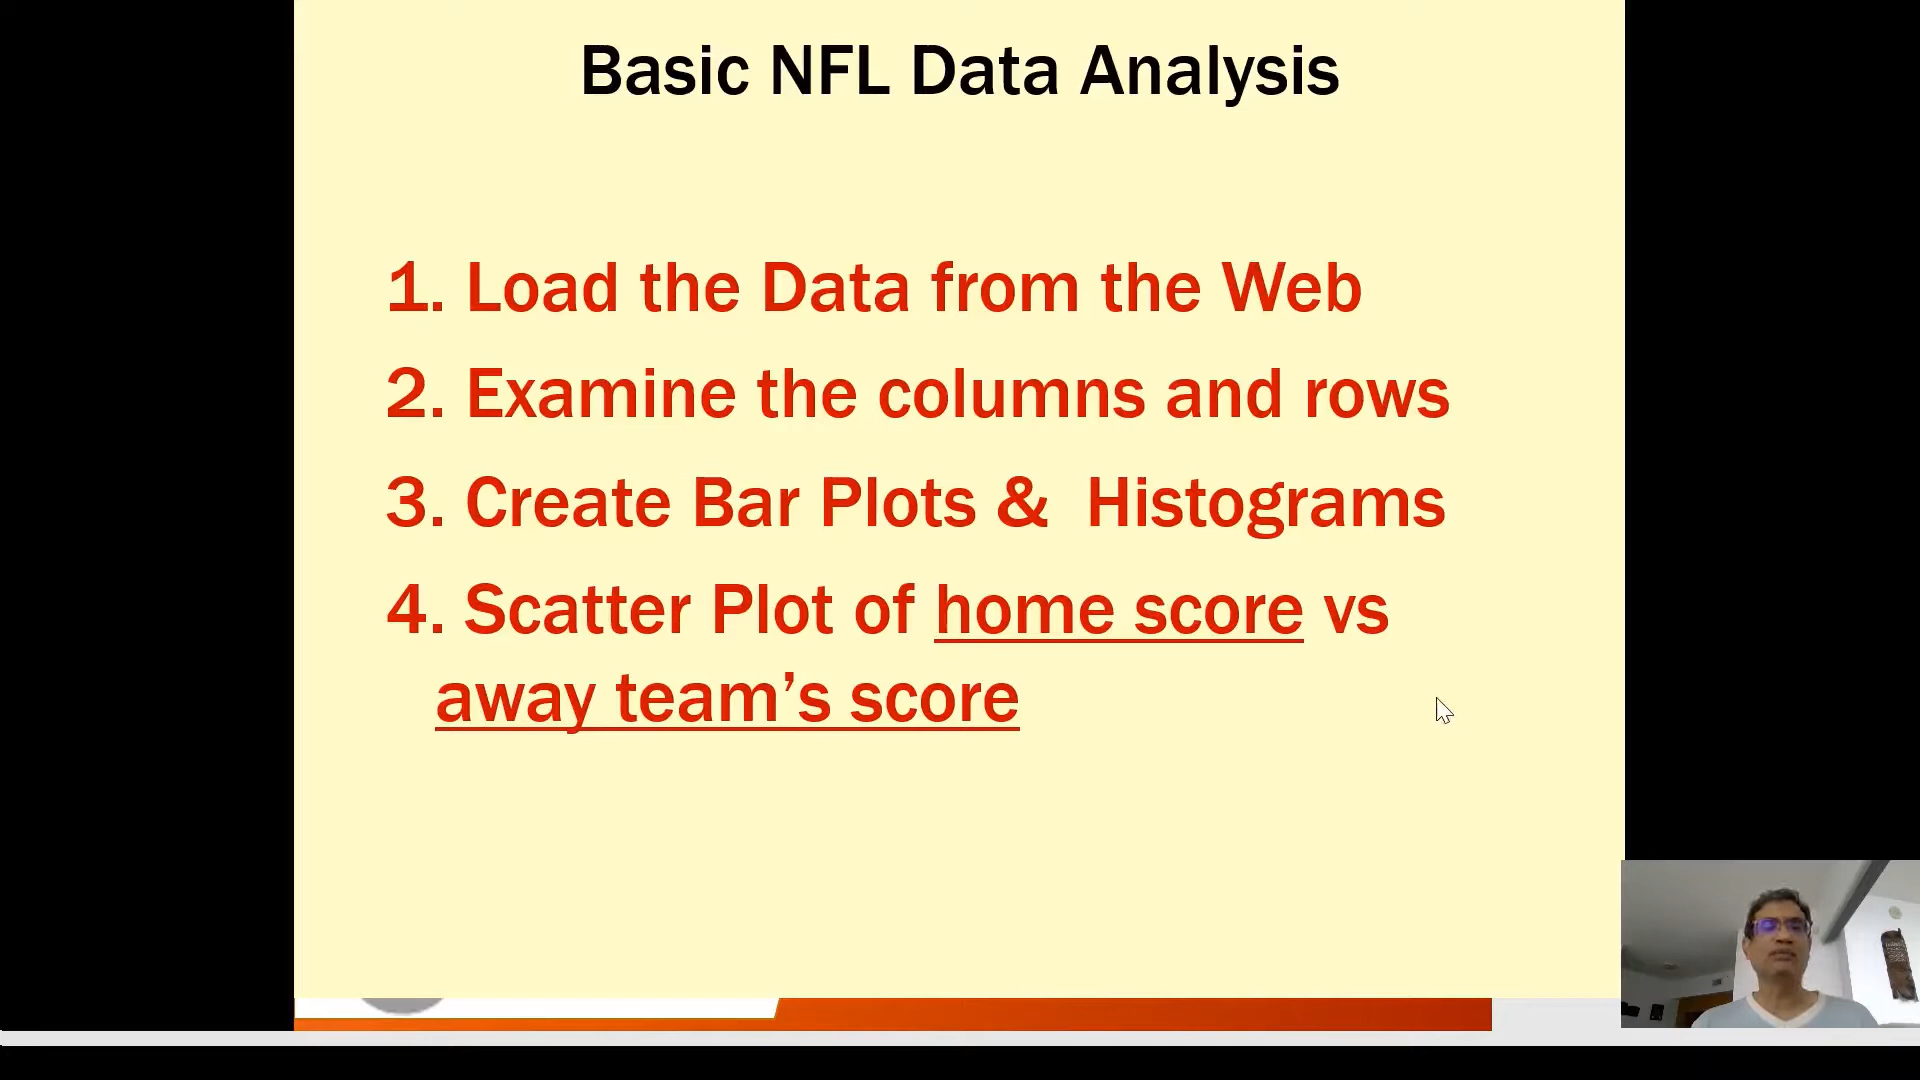 Basic NFL Data Analysis
1. Load the Data from the Web
2. Examine the columns and rows
3. Create Bar Plots &  Histograms
4. Scatter Plot of home score vs
away team’s score